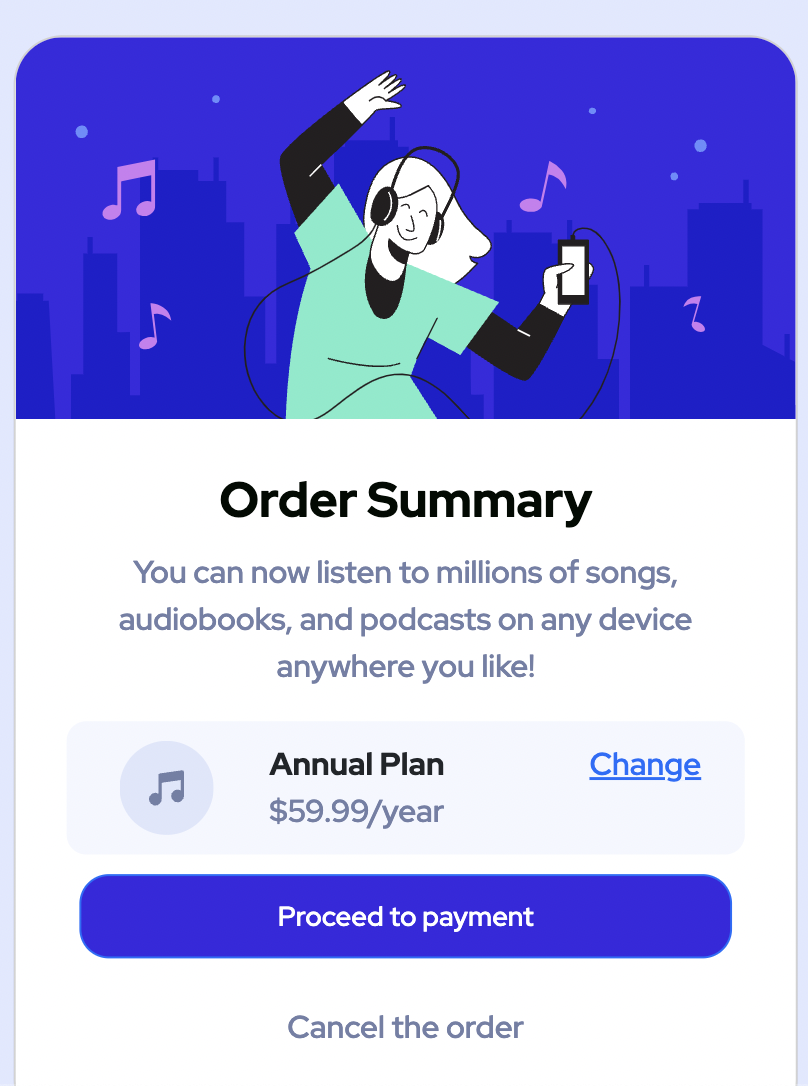 Order Summary
You can now listen to millions of songs,
audiobooks, and podcasts on any device
anywhere you like!
Annual Plan
Change
$59.99/year
Proceed to payment
Cancel the order